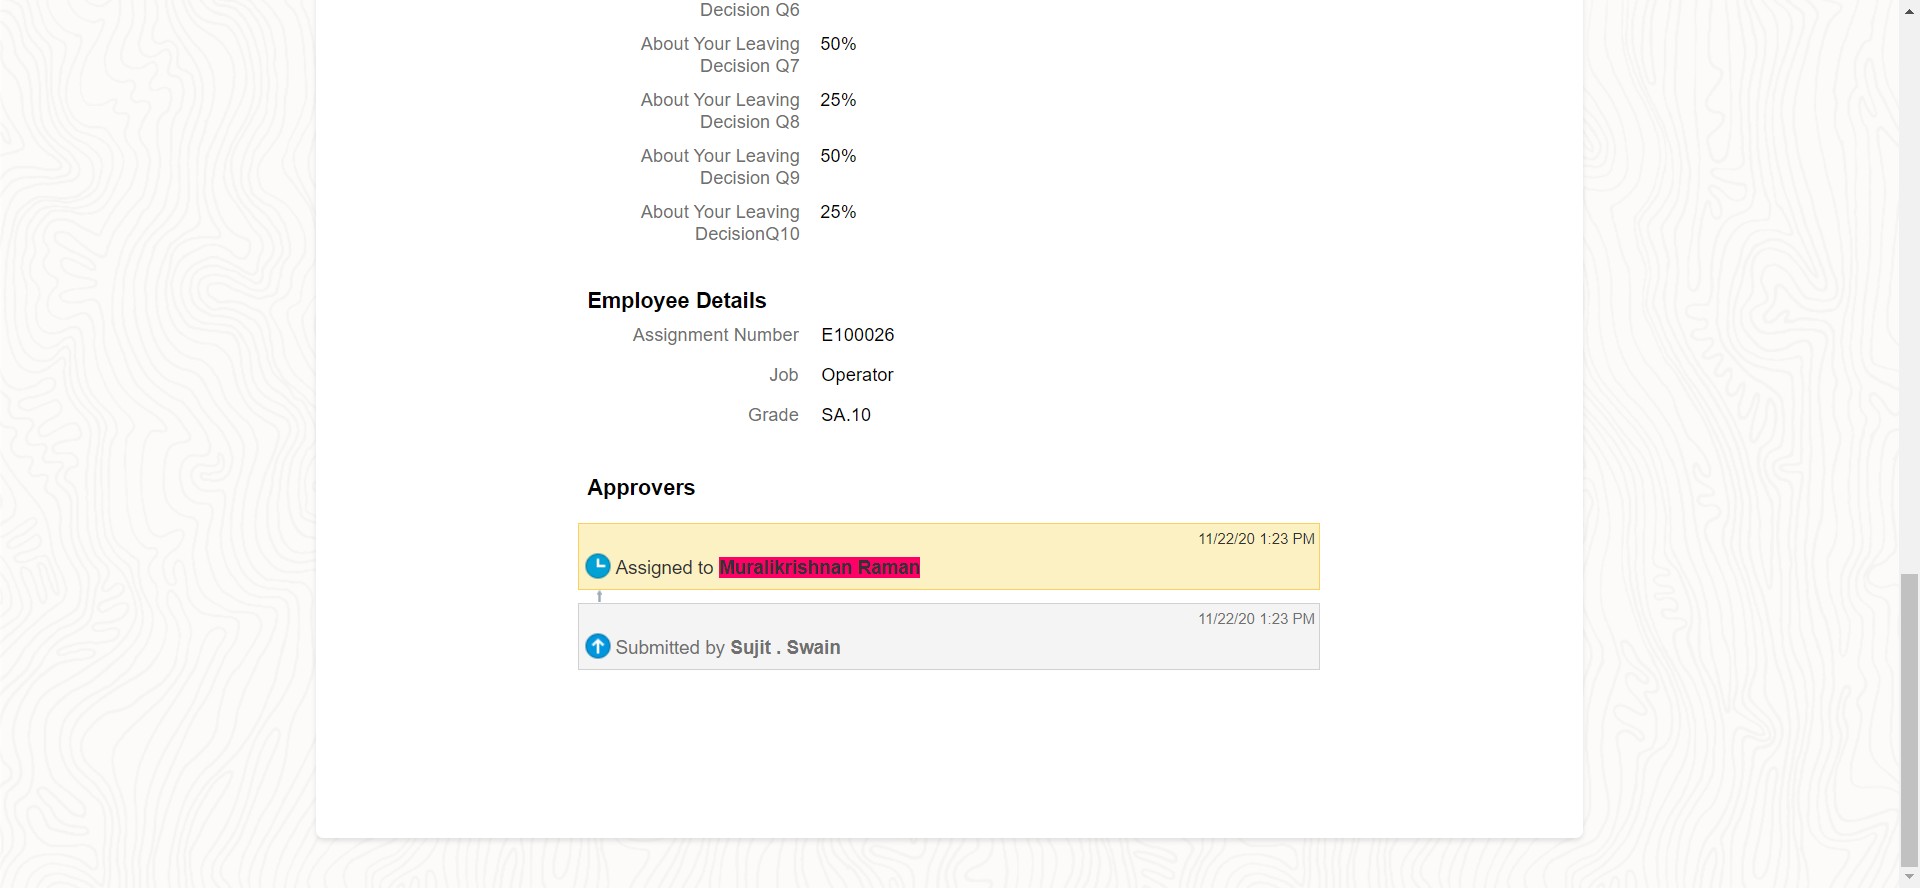 Decision Q6
About Your Leaving 50%
Decision Q7
About Your Leaving 25%
Decision Q8
About Your Leaving 50%
Decision Q9
About Your Leaving 25%
DecisionQ10
Employee Details
Assignment Number E100026
Job Operator
Grade SA.10
Approvers
11/22/20 1:23 PM
Assigned to Muralikrishnan Raman
11/22/20 1:23 PM
Submitted by Sujit . Swain